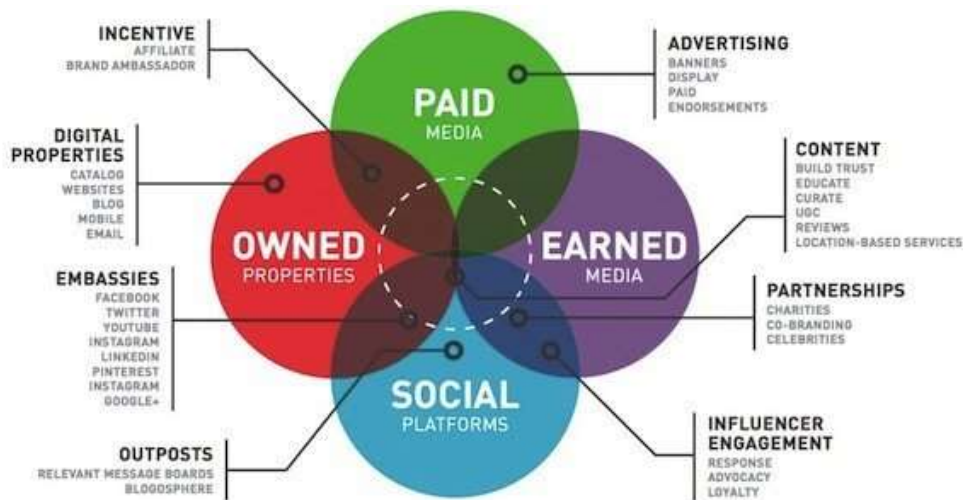 INCENTIVE
AFFILIATE
BRAND AMBASSADOR
ADVERTISING
BANNERS
DISPLAY
PAID
ENDORSEMENTS
PAID
MEDIA
DIGITAL
PROPERTIES
CATALOG
WEBSITES
BLOG
MOBILE
EMAIL
CONTENT
BUILD TRUST
EDUCATE
CURATE
UGC
REVIEWS
LOCATION-BASED SERVICES
OWNED
PROPERTIES
EARNED
MEDIA
EMBASSIES
FACEBOOK
TWITTER
YOUTUBE
INSTAGRAM
LINKEDIN
PINTEREST
INSTAGRAM
GOOGLE+
PARTNERSHIPS
CHARITIES
CO-BRANDING
CELEBRITIES
SOCIAL
PLATFORMS
OUTPOSTS
RELEVANT MESSAGE BOARDS
BLOGOSPHERE
INFLUENCER
ENGAGEMENT
RESPONSE
ADVOCACY
LOYALTY